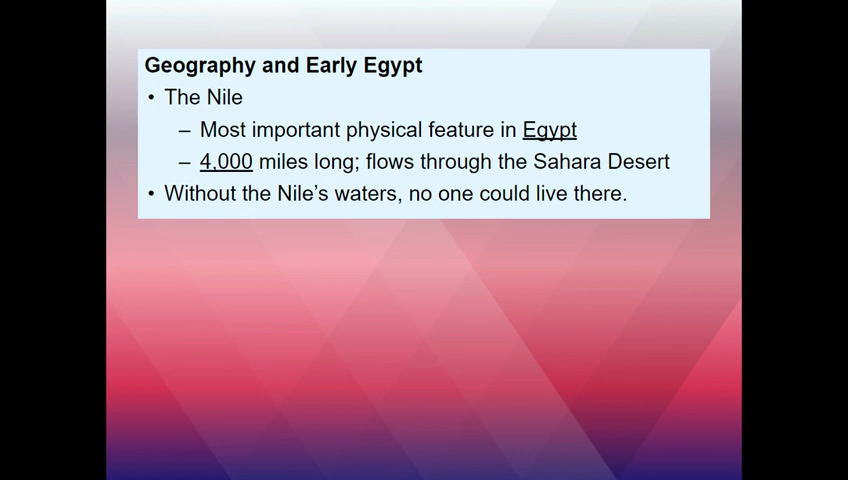 Geography and Early Egypt
• The Nile
– Most important physical feature in Egypt
– 4,000 miles long; flows through the Sahara Desert
• Without the Nile’s waters, no one could live there.